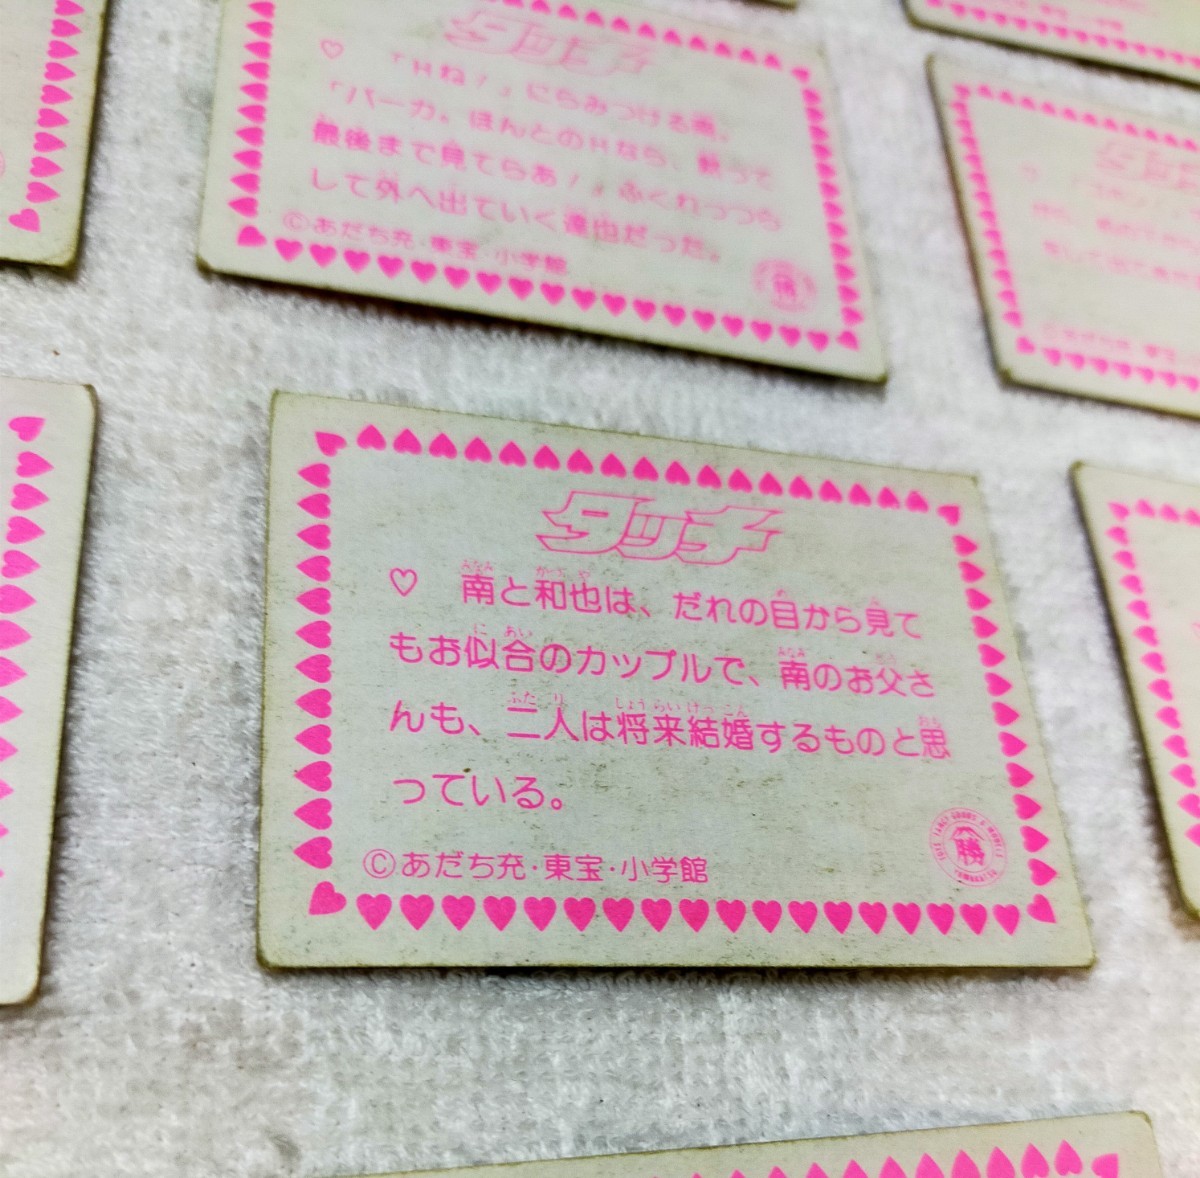 タッチ
♡ 「Hね!」にらみつける南。
「バーカ。ほんとのHなら、黙って
最後まで見てらあ!」ふくれっつら
して外へ出ていく達也だった。
©あだち充・東宝・小学館
タッチ
♡ 南と和也は、だれの目から見て
もお似合のカップルで、南のお父さ
んも、二人は将来結婚するものと思
っている。
©あだち充・東宝・小学館
勝